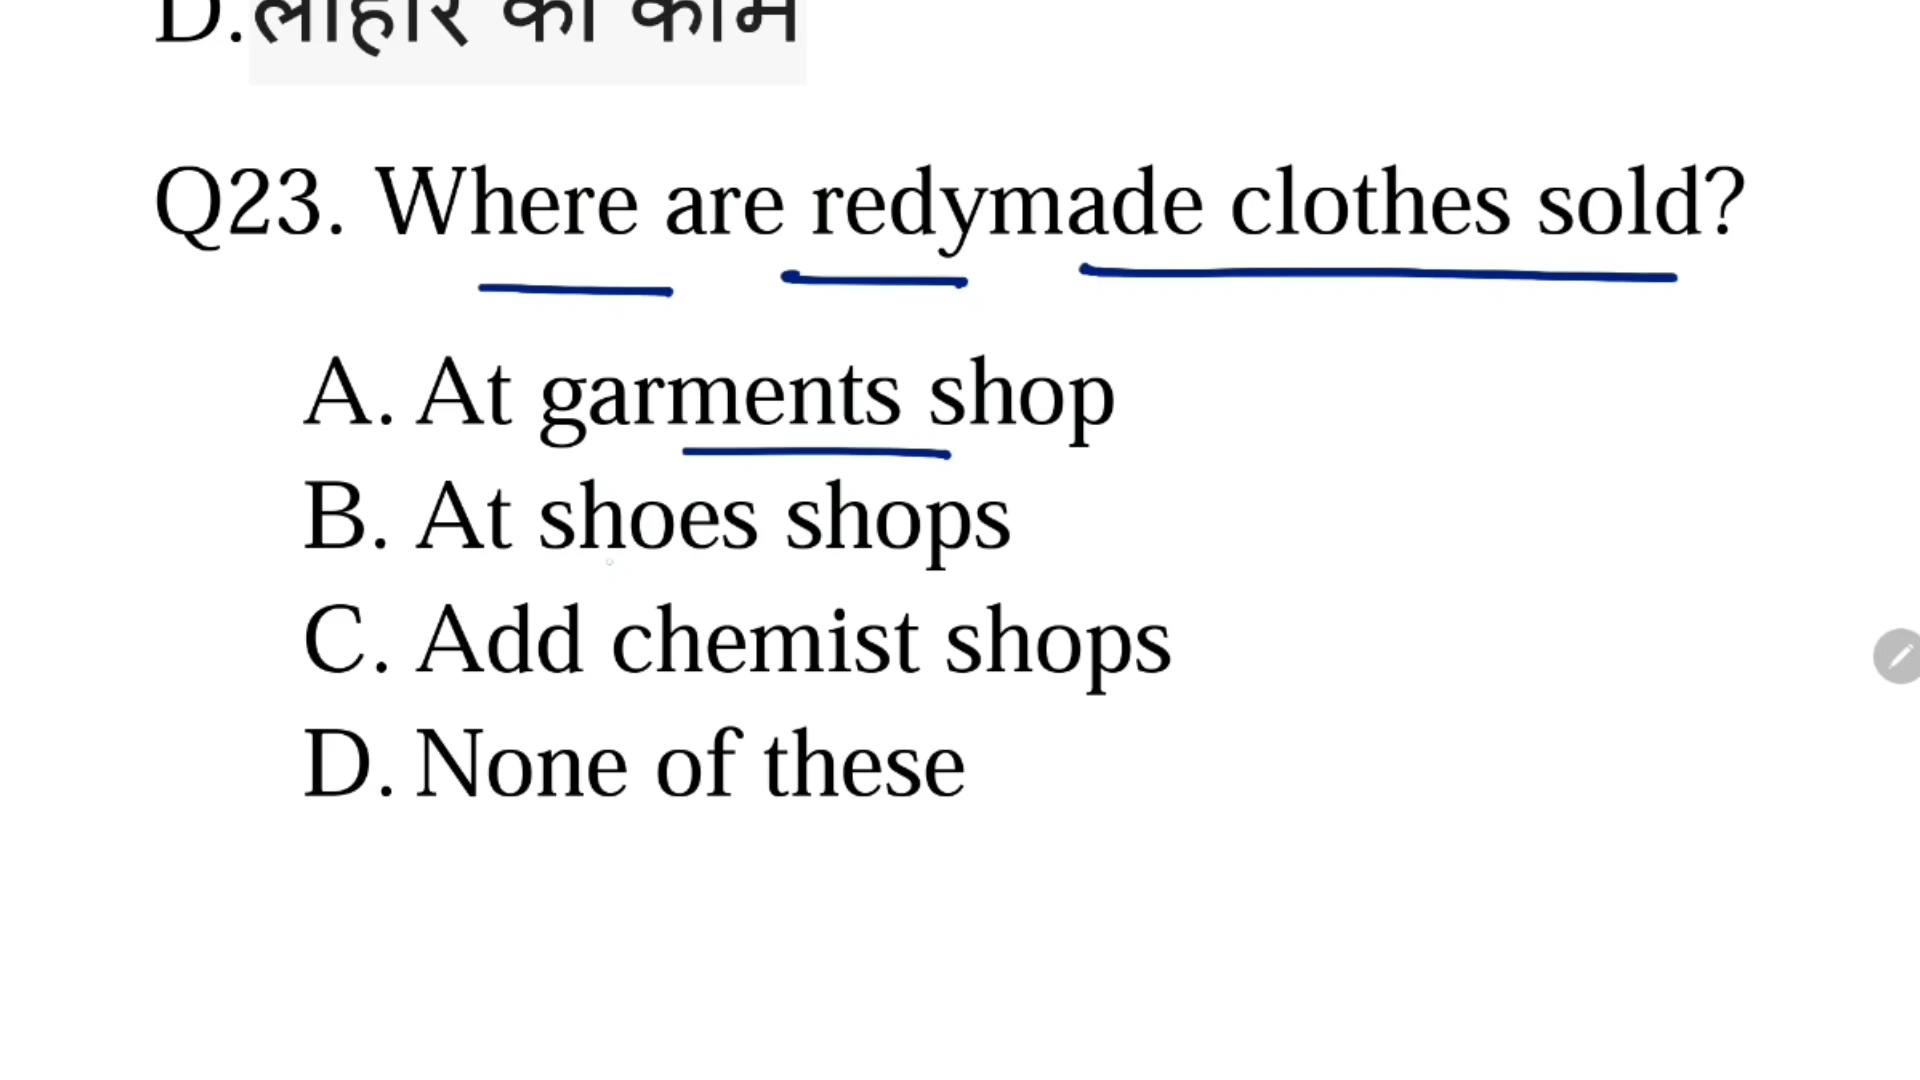 D. लोहार का काम
Q23. Where are redymade clothes sold?
A. At garments shop
B. At shoes shops
C. Add chemist shops
D. None of these